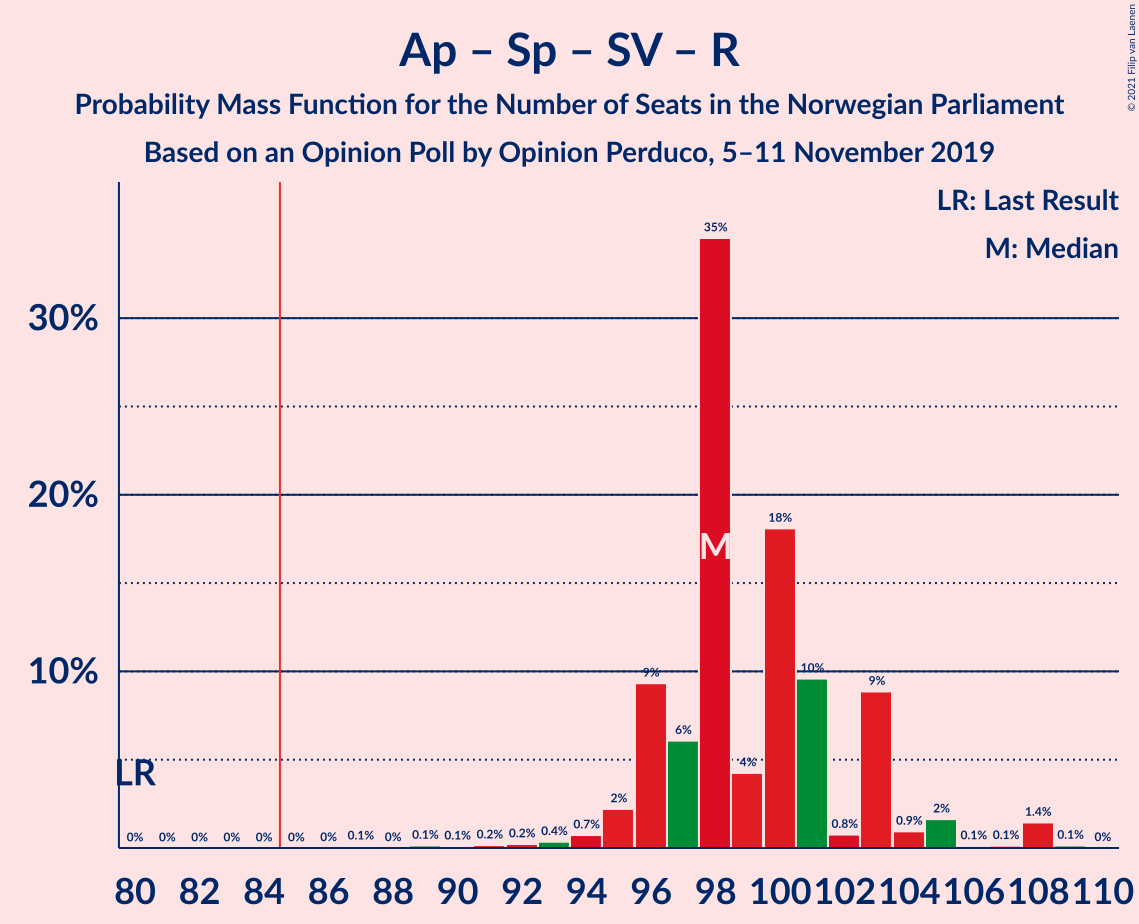 Ap – Sp – SV – R
Probability Mass Function for the Number of Seats in the Norwegian Parliament
Based on an Opinion Poll by Opinion Perduco, 5–11 November 2019
© 2021 Filip van Laenen
LR: Last Result
M: Median
30%
20%
10%
LR
M
0% 0% 0% 0% 0% 0% 0% 0.1% 0% 0.1% 0.1% 0.2% 0.2% 0.4% 0.7% 2% 9% 6% 35% 4% 18% 10% 0.8% 9% 0.9% 2% 0.1% 0.1% 1.4% 0.1% 0%
80 82 84 86 88 90 92 94 96 98 100 102 104 106 108 110